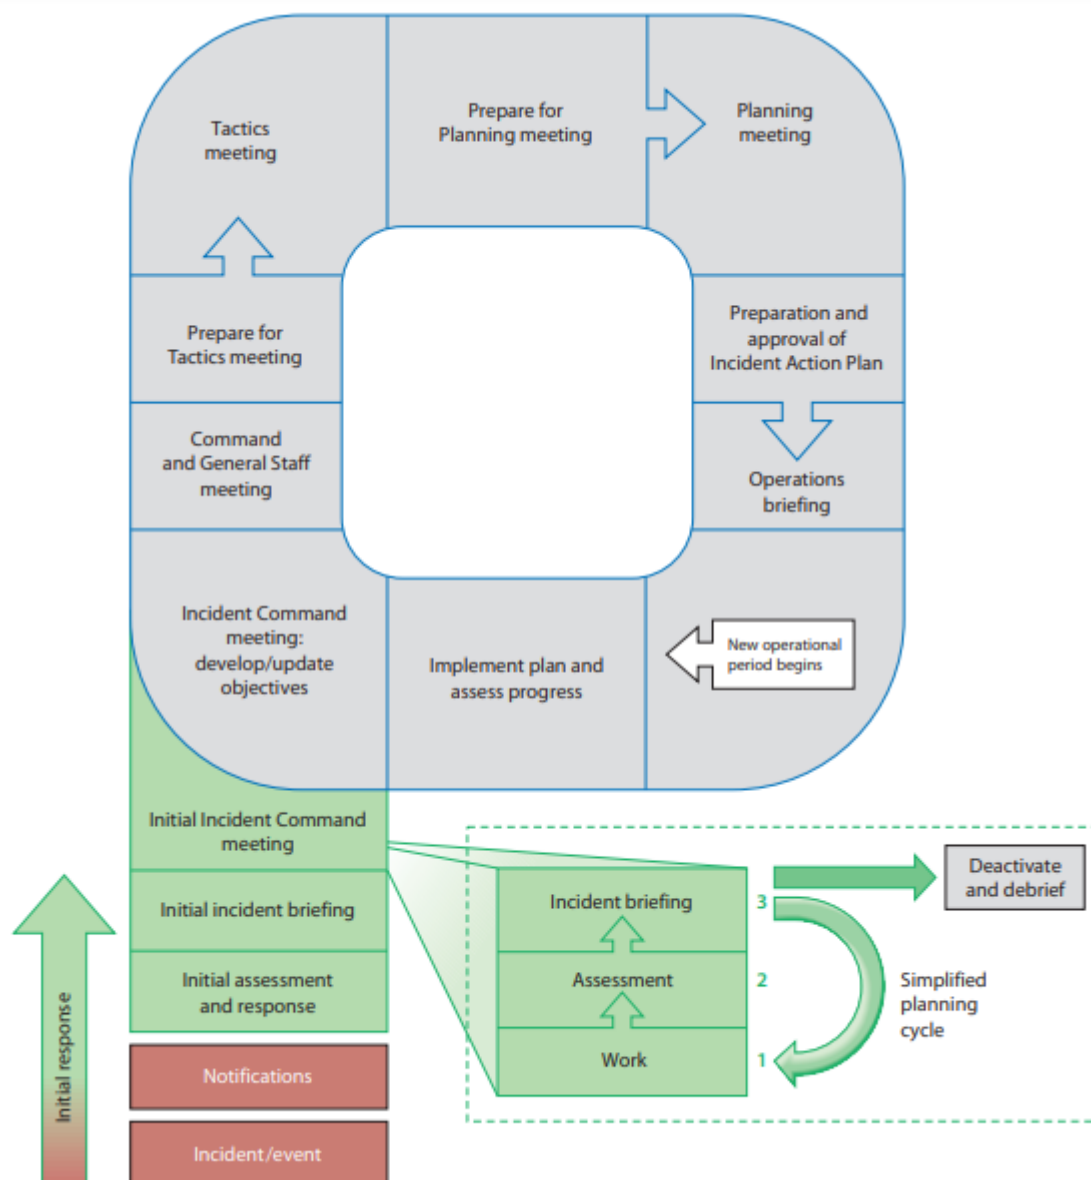 Tactics
meeting
Prepare for
Planning meeting
Planning
meeting
Prepare for
Tactics meeting
Preparation and
approval of
Incident Action Plan
Command
and General Staff
meeting
Operations
briefing
Incident Command
meeting:
develop/update
objectives
Implement plan and
assess progress
New operational
period begins
Initial Incident Command
meeting
Initial incident briefing
Initial assessment
and response
Notifications
Incident/event
Initial response
Incident briefing
3
Assessment
2
Work
1
Simplified
planning
cycle
Deactivate
and debrief